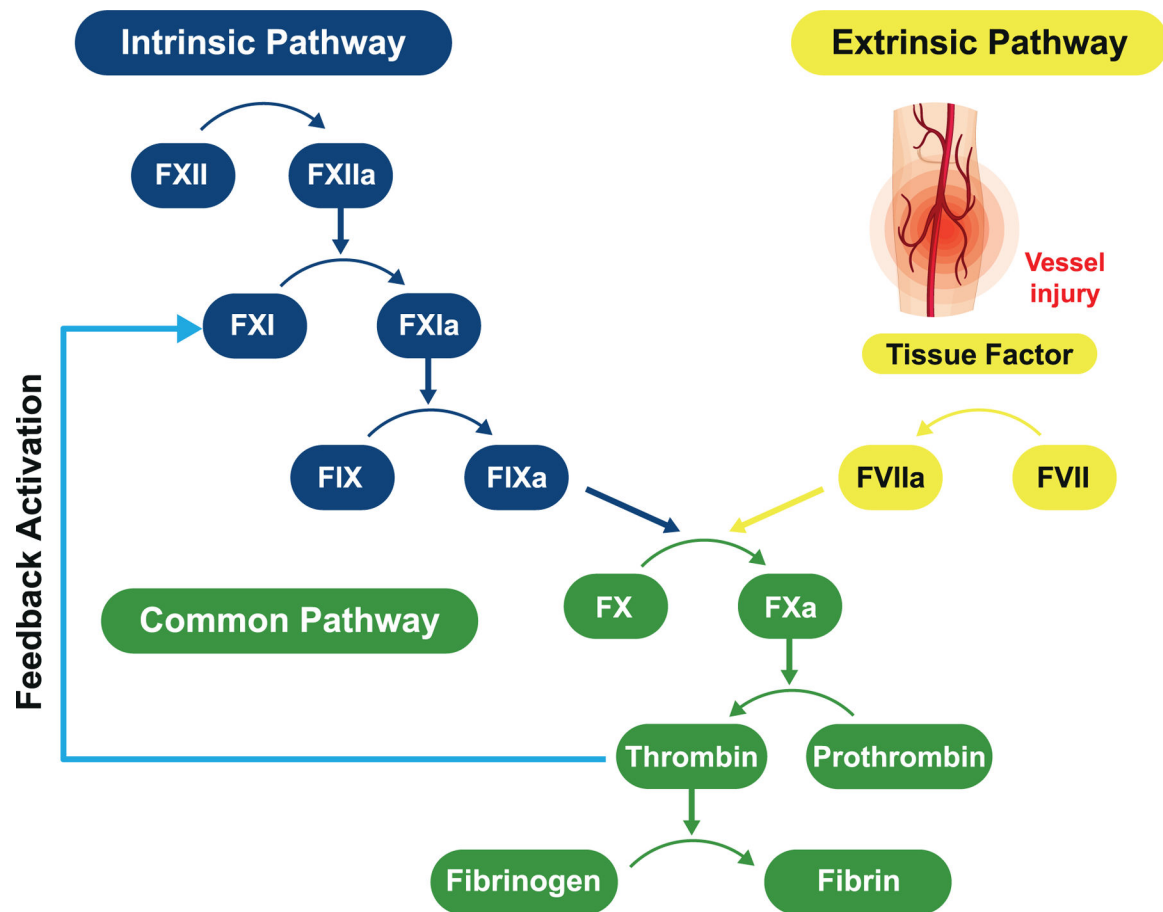 Intrinsic Pathway
Extrinsic Pathway
FXII
FXIIa
Vessel
injury
FXI
FXIa
Tissue Factor
FIX
FIXa
FVIIa
FVII
Feedback Activation
Common Pathway
FX
FXa
Thrombin
Prothrombin
Fibrinogen
Fibrin